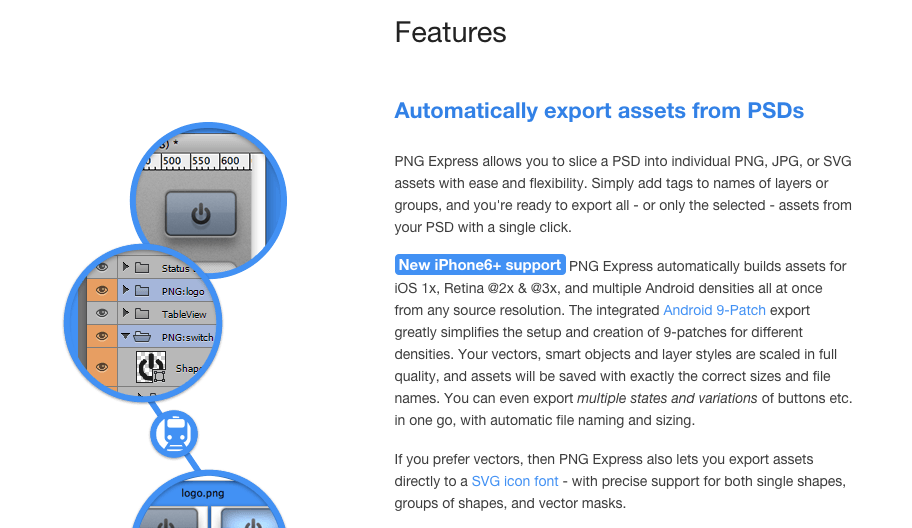 Features
Automatically export assets from PSDs
PNG Express allows you to slice a PSD into individual PNG, JPG, or SVG
assets with ease and flexibility. Simply add tags to names of layers or
groups, and you're ready to export all - or only the selected - assets from
your PSD with a single click.
New iPhone6+ support PNG Express automatically builds assets for
iOS 1x, Retina @2x & @3x, and multiple Android densities all at once
from any source resolution. The integrated Android 9-Patch export
greatly simplifies the setup and creation of 9-patches for different
densities. Your vectors, smart objects and layer styles are scaled in full
quality, and assets will be saved with exactly the correct sizes and file
names. You can even export multiple states and variations of buttons etc.
in one go, with automatic file naming and sizing.
If you prefer vectors, then PNG Express also lets you export assets
directly to a SVG icon font - with precise support for both single shapes,
groups of shapes, and vector masks.
500 550 600
Status
PNG:logo
TableView
PNG:switch
Shap
logo.png